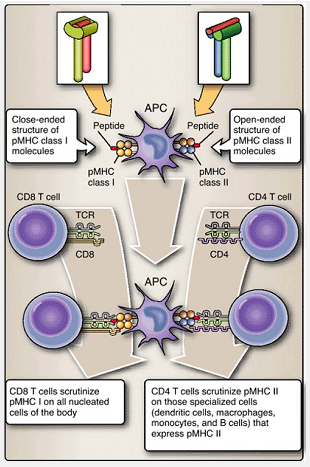 APC
Close-ended
structure of
pMHC class I
molecules
Peptide
Peptide
Open-ended
structure of
pMHC class II
molecules
pMHC
class I
pMHC
class II
CD8 T cell
TCR
CD8
CD4 T cell
TCR
CD4
APC
CD8 T cells scrutinize
pMHC I on all nucleated
cells of the body
CD4 T cells scrutinize pMHC II
on those specialized cells
(dendritic cells, macrophages,
monocytes, and B cells) that
express pMHC II